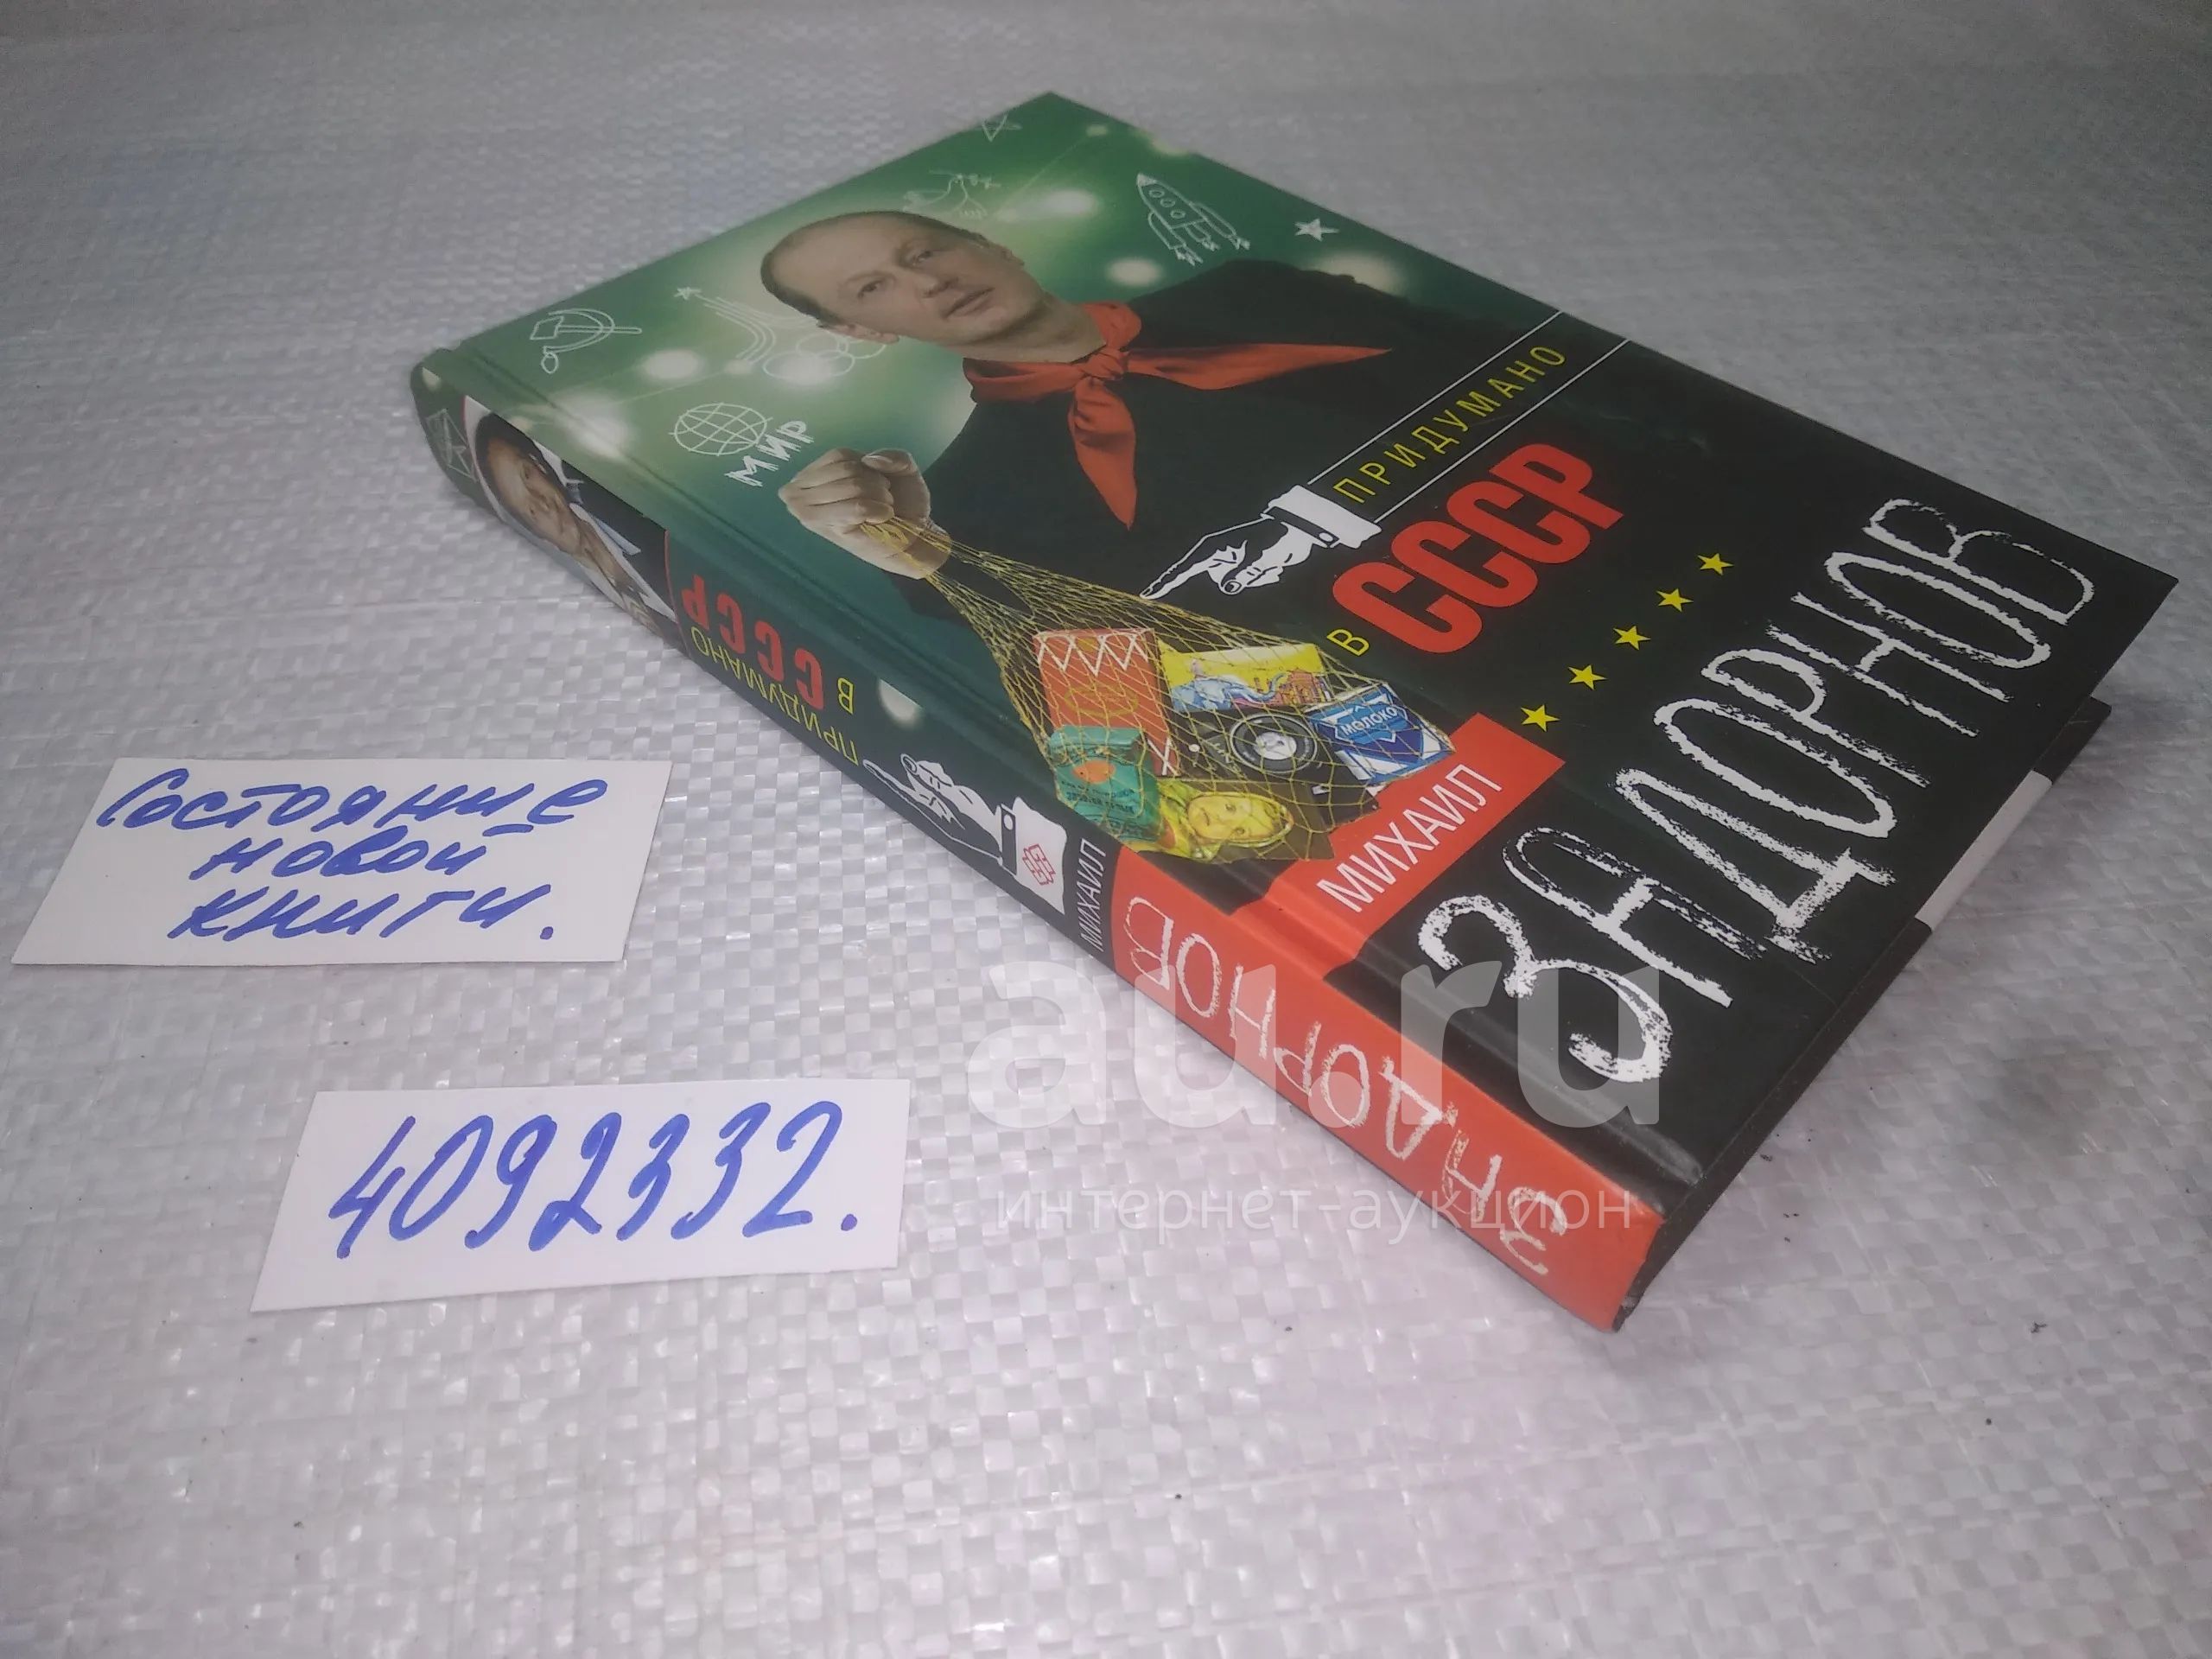 МИР
ПРИДУМАНО
В
СССР
МИХАИЛ
ЗАДОРНОВ
МОЛОКО
ПРИДУМАНО
В
СССР
МИХАИЛ
ЗАДОРНОВ
Состояние
новой
книги.
4092332.
au.ru
интернет-аукцион